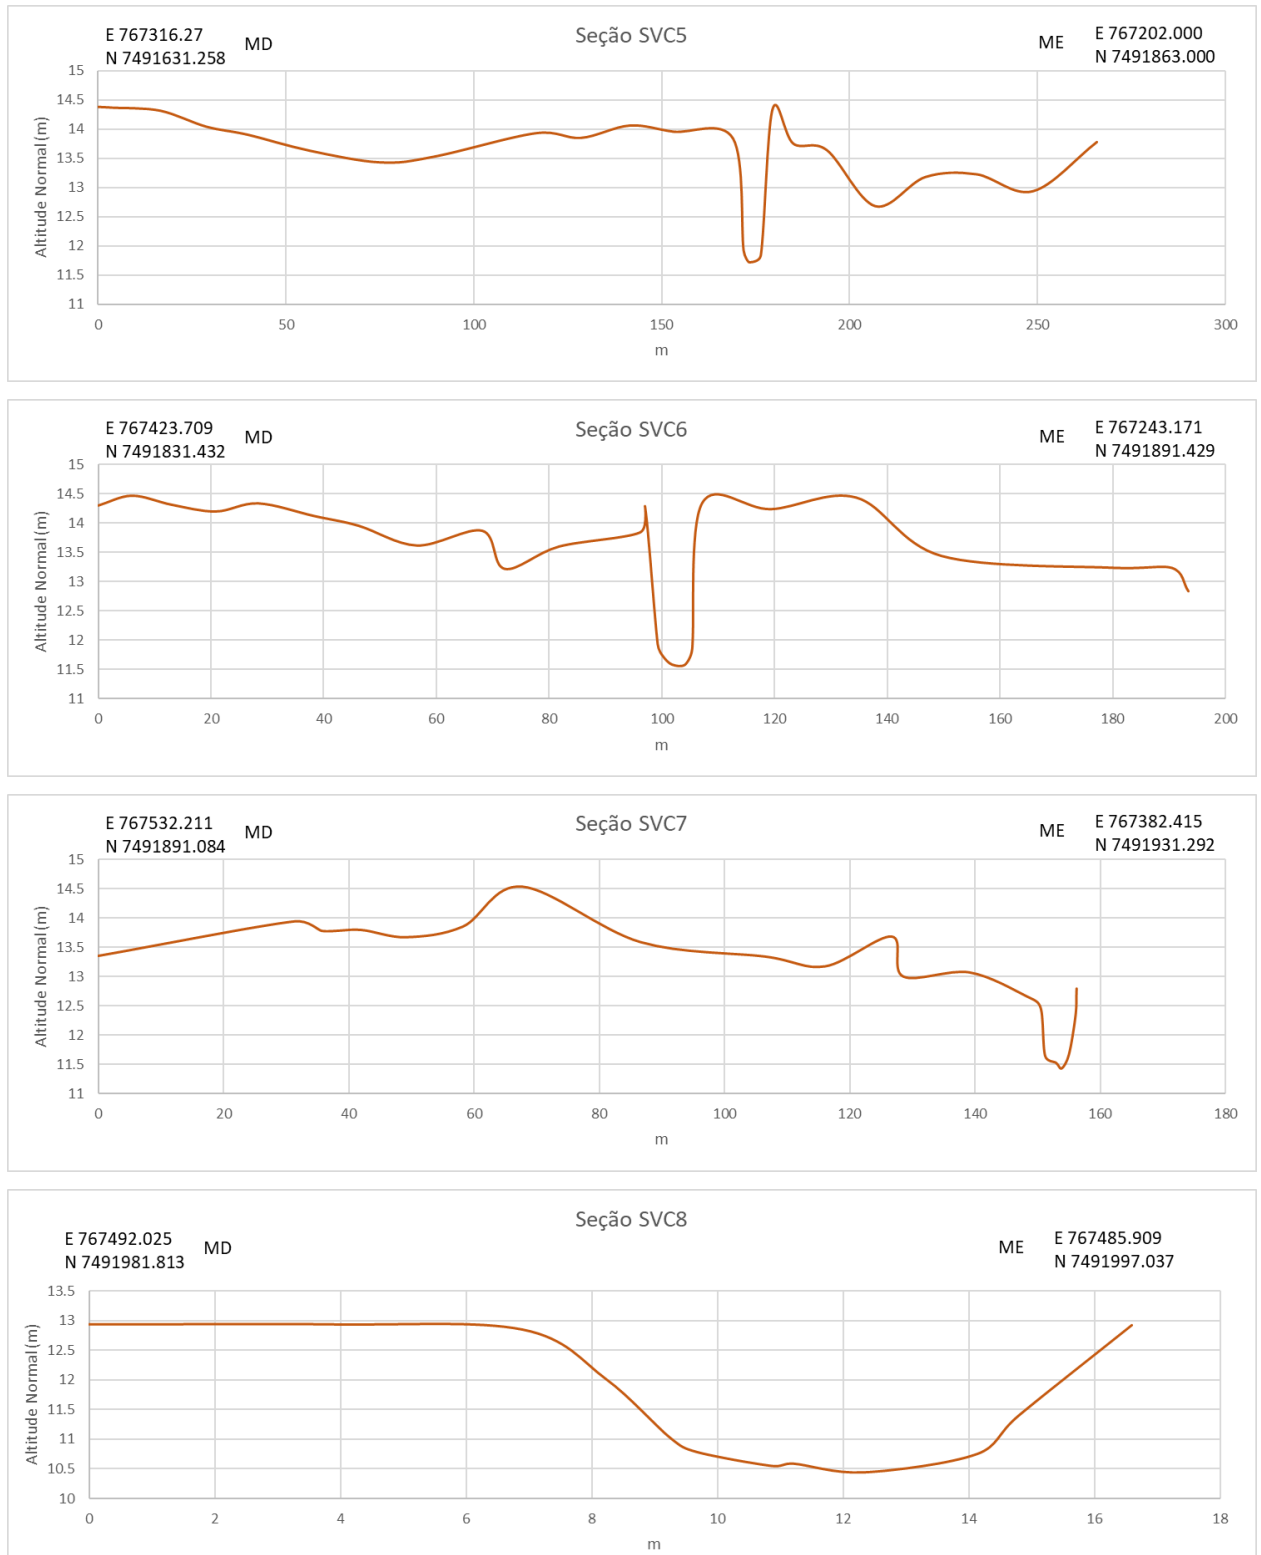 Seção SVC5
E 767316.27
N 7491631.258
MD
ME
E 767202.000
N 7491863.000
Altitude Normal(m)
15
14.5
14
13.5
13
12.5
12
11.5
11
0 50 100 150 200 250 300
m
Seção SVC6
E 767423.709
N 7491831.432
MD
ME
E 767243.171
N 7491891.429
Altitude Normal(m)
15
14.5
14
13.5
13
12.5
12
11.5
11
0 20 40 60 80 100 120 140 160 180 200
m
Seção SVC7
E 767532.211
N 7491891.084
MD
ME
E 767382.415
N 7491931.292
Altitude Normal(m)
15
14.5
14
13.5
13
12.5
12
11.5
11
0 20 40 60 80 100 120 140 160 180
m
Seção SVC8
E 767492.025
N 7491981.813
MD
ME
E 767485.909
N 7491997.037
Altitude Normal(m)
13.5
13
12.5
12
11.5
11
10.5
10
0 2 4 6 8 10 12 14 16 18
m